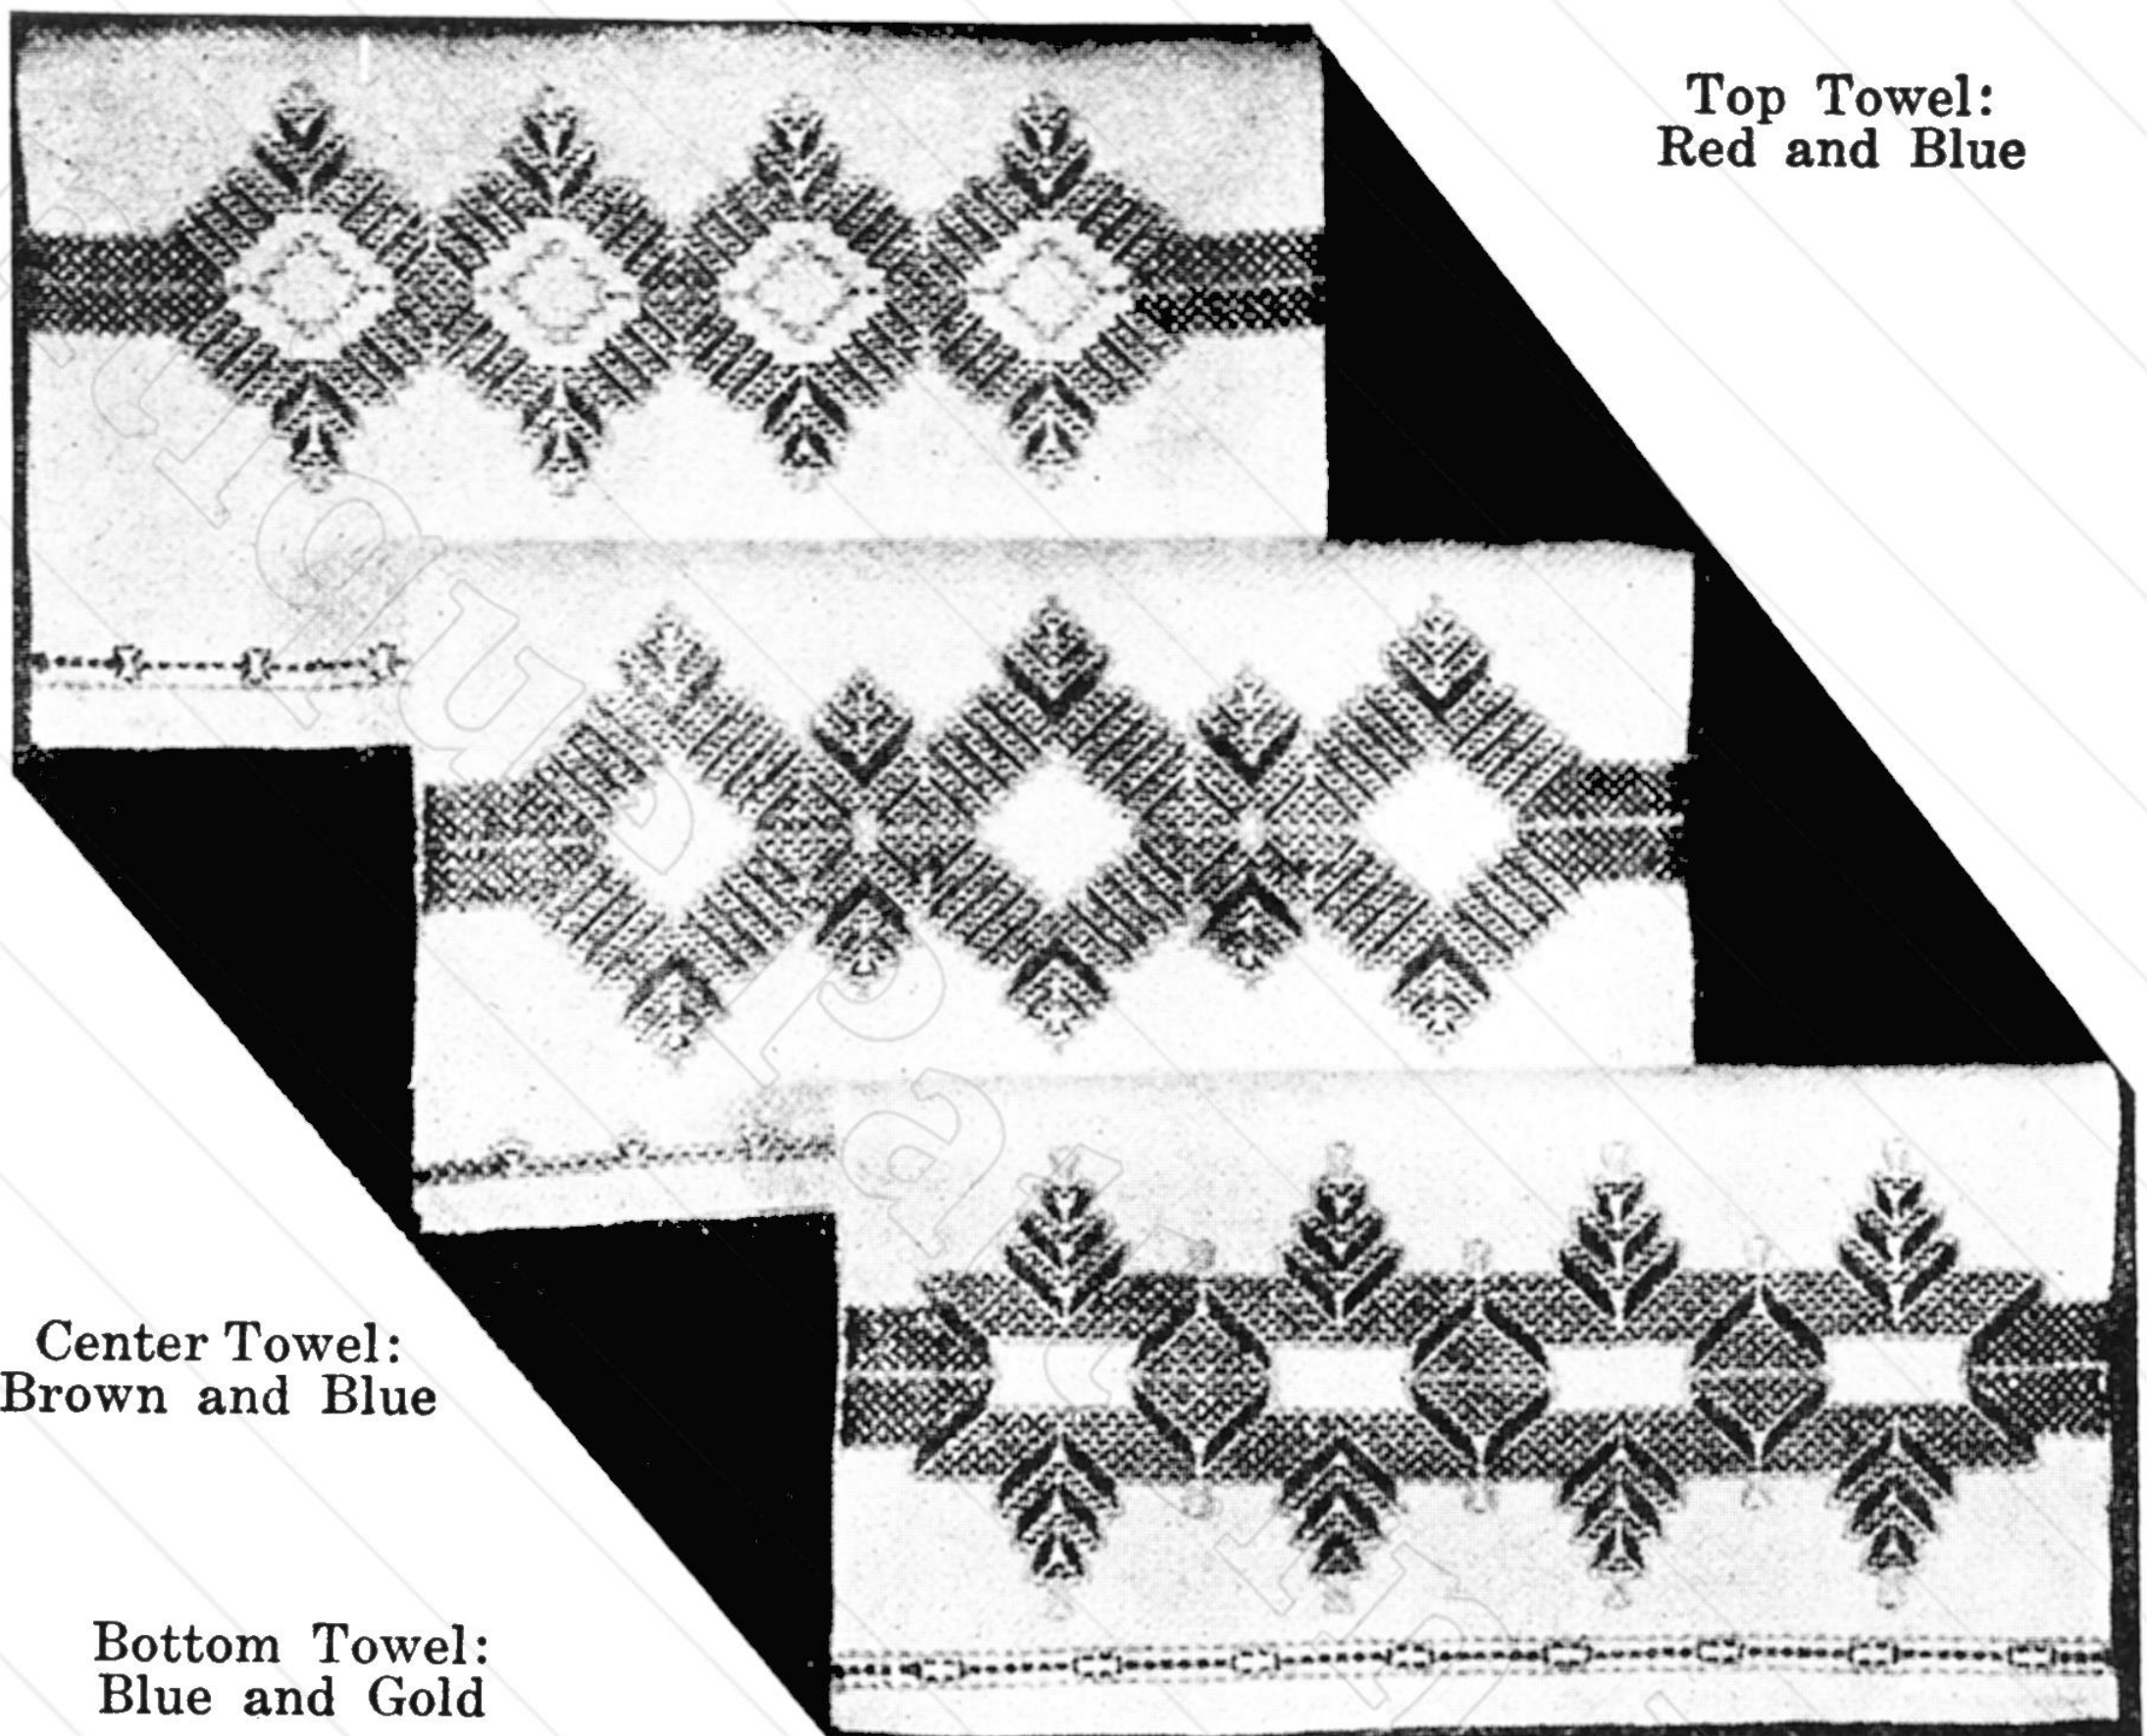 Top Towel:
Red and Blue
Center Towel:
Brown and Blue
Bottom Towel:
Blue and Gold